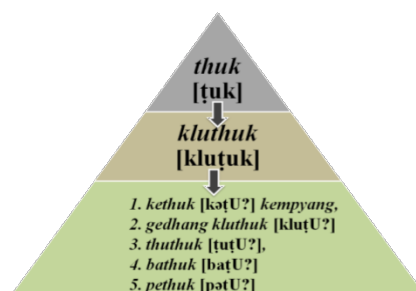 thuk
[ṭuk]
kluthuk
[kluṭuk]
1. kethuk [kəṭU?] kempyang,
2. gedhang kluthuk [kluṭU?]
3. thuthuk [ṭuṭU?],
4. bathuk [baṭU?]
5. pethuk [pəṭU?]